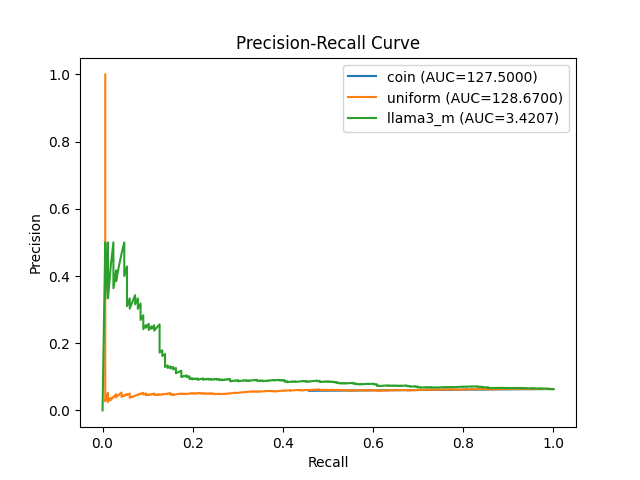 Precision-Recall Curve
coin (AUC=127.5000)
uniform (AUC=128.6700)
llama3_m (AUC=3.4207)
Precision
1.0
0.8
0.6
0.4
0.2
0.0
0.0 0.2 0.4 0.6 0.8 1.0
Recall